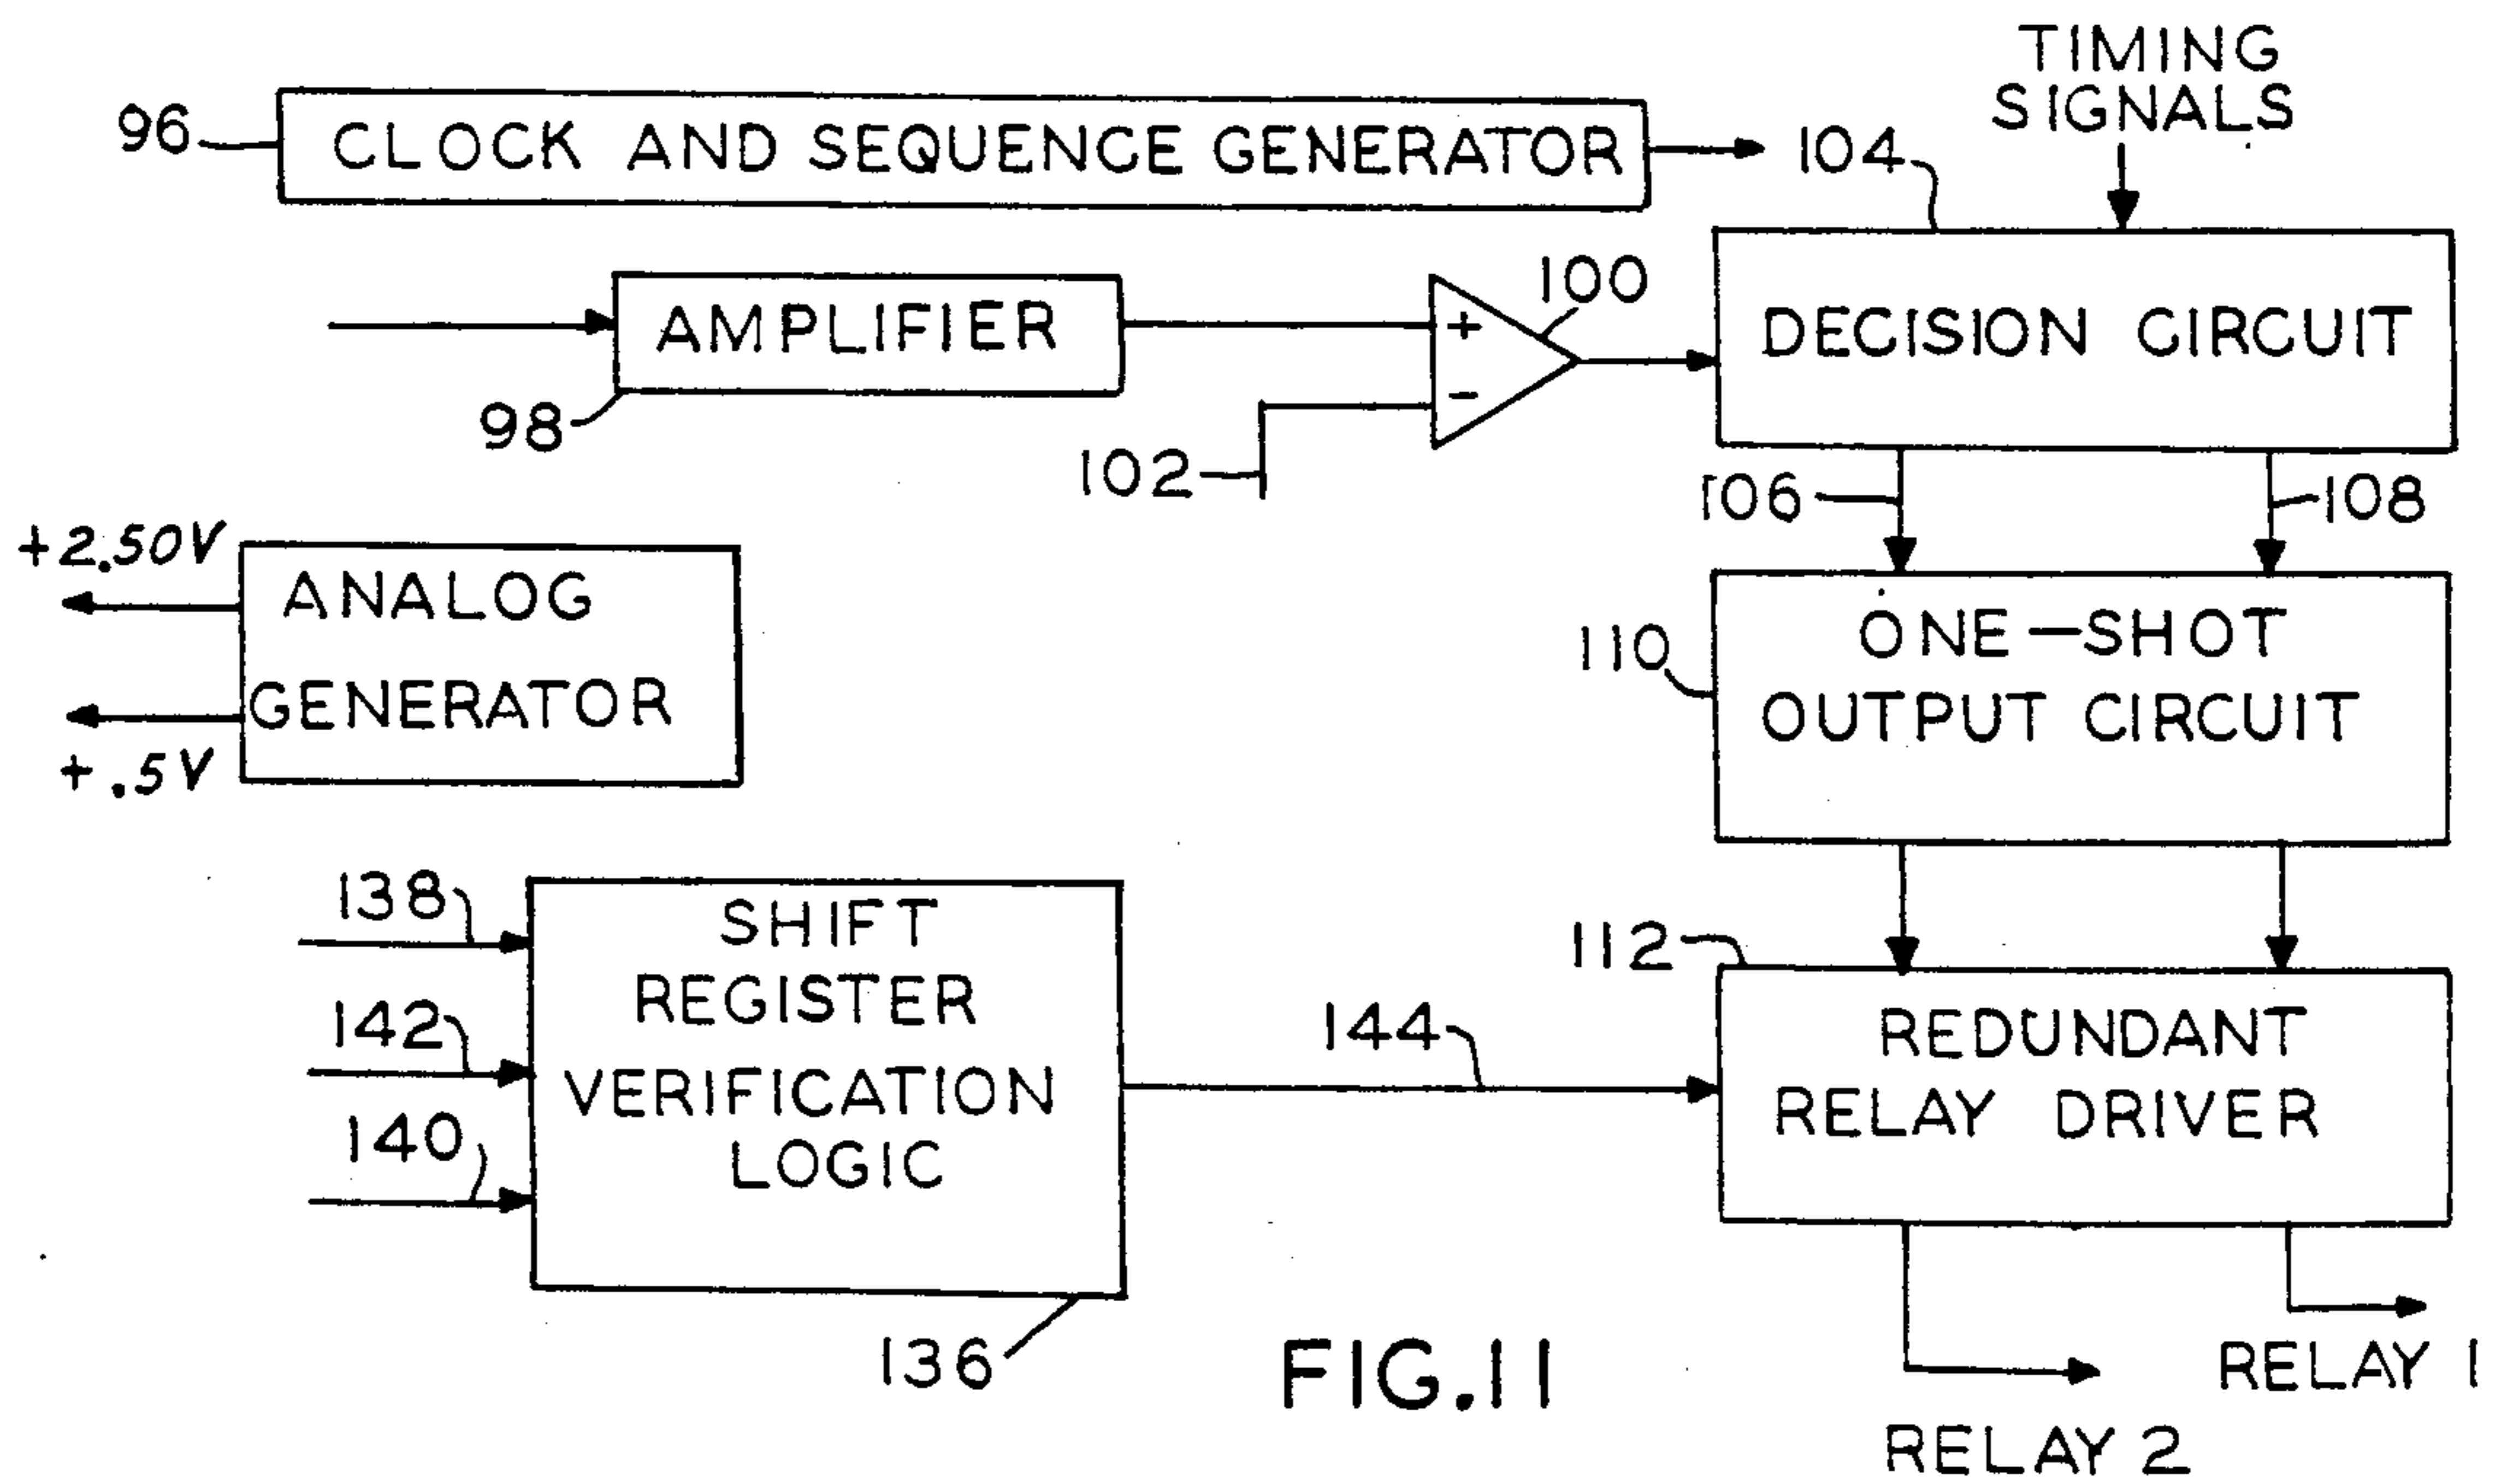 TIMING
SIGNALS
96
CLOCK AND SEQUENCE GENERATOR
104
100
AMPLIFIER
+
-
DECISION CIRCUIT
98
102
106
108
+2.50V
ANALOG
GENERATOR
+.5V
110
ONE-SHOT
OUTPUT CIRCUIT
138
142
140
SHIFT
REGISTER
VERIFICATION
LOGIC
144
112
REDUNDANT
RELAY DRIVER
136
FIG.11
RELAY 1
RELAY 2